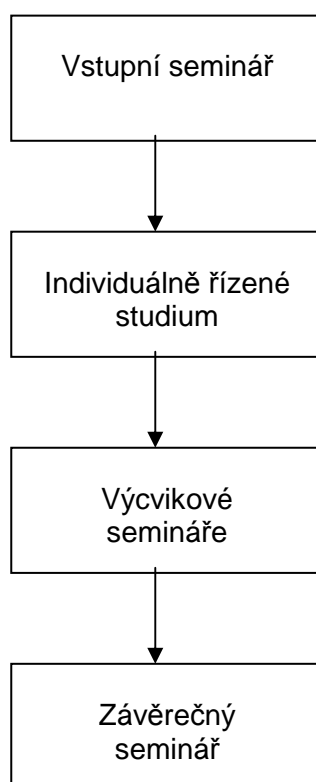 Vstupní seminář
Individuálně řízené
studium
Výcvikové
semináře
Závěrečný
seminář